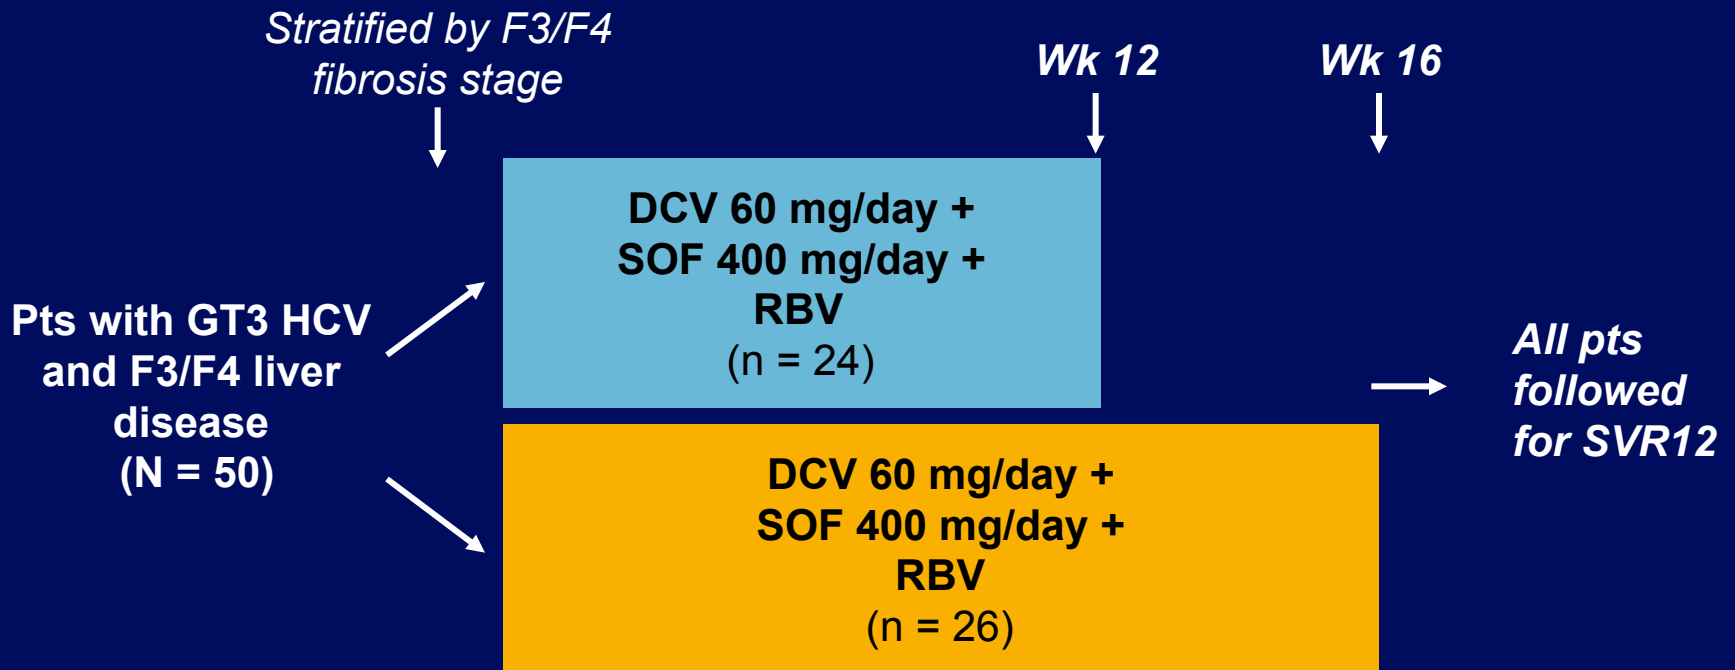 Stratified by F3/F4
fibrosis stage
Wk 12
Wk 16
DCV 60 mg/day +
SOF 400 mg/day +
RBV
(n = 24)
Pts with GT3 HCV
and F3/F4 liver
disease
(N = 50)
All pts
followed
for SVR12
DCV 60 mg/day +
SOF 400 mg/day +
RBV
(n = 26)